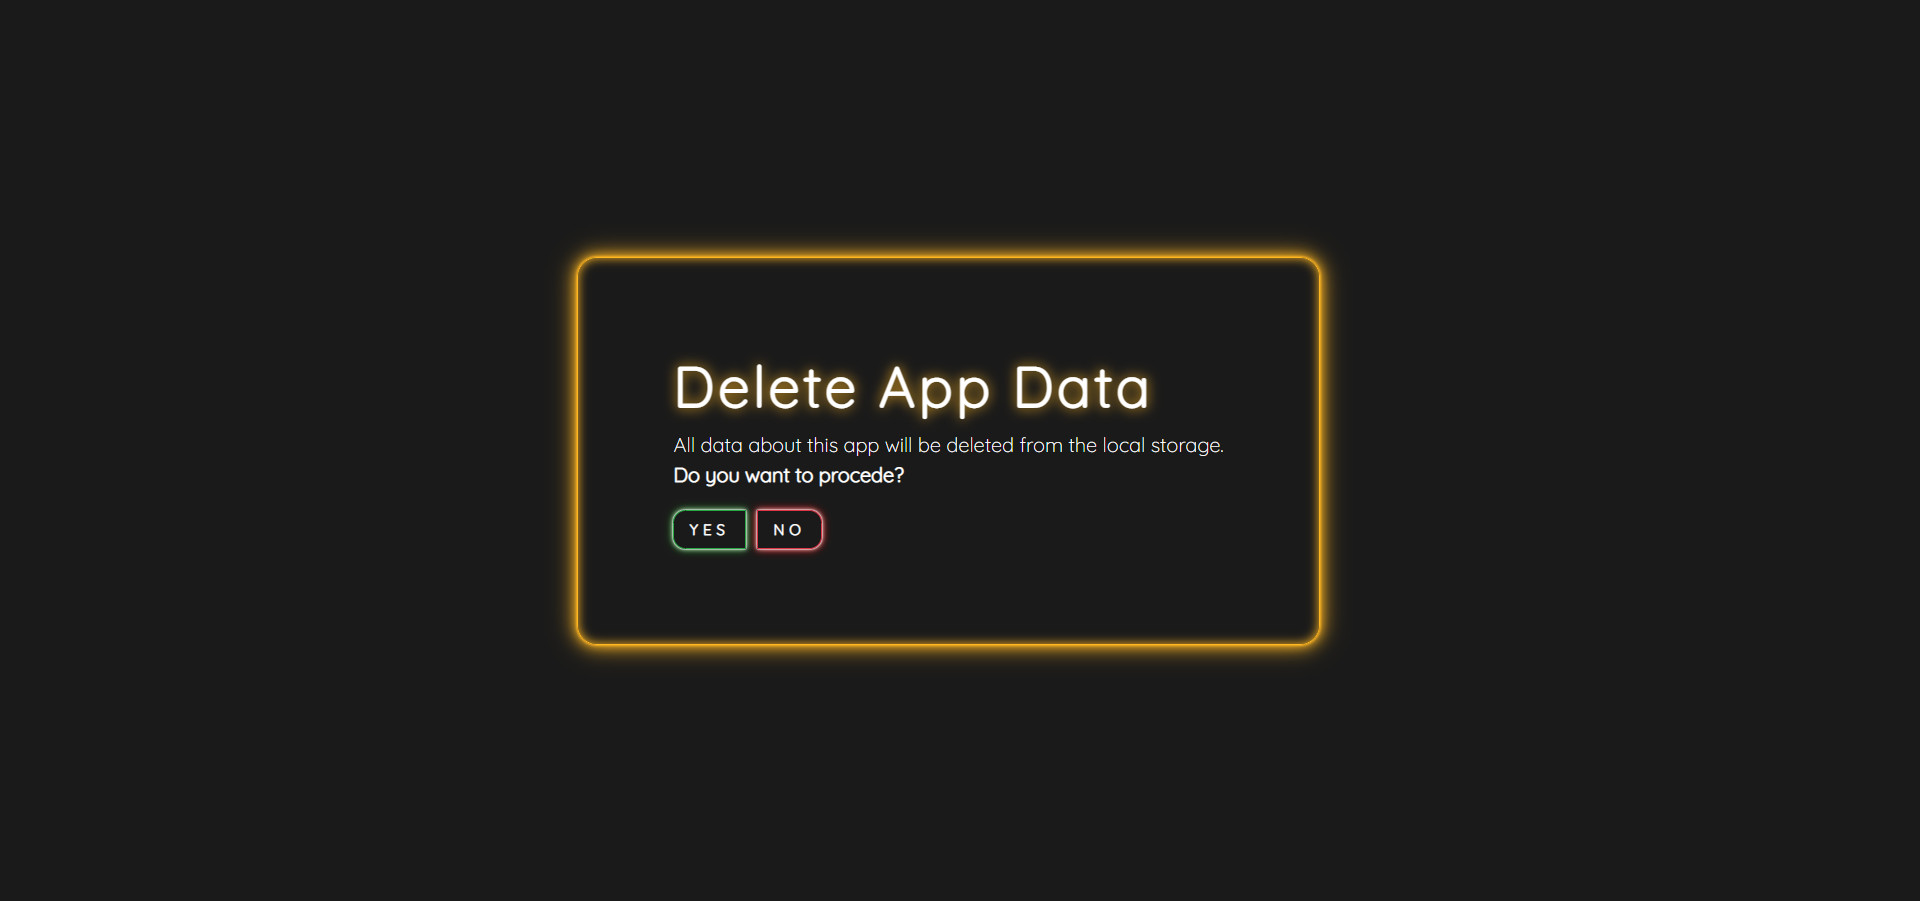 Delete App Data
All data about this app will be deleted from the local storage.
Do you want to procede?
YES NO